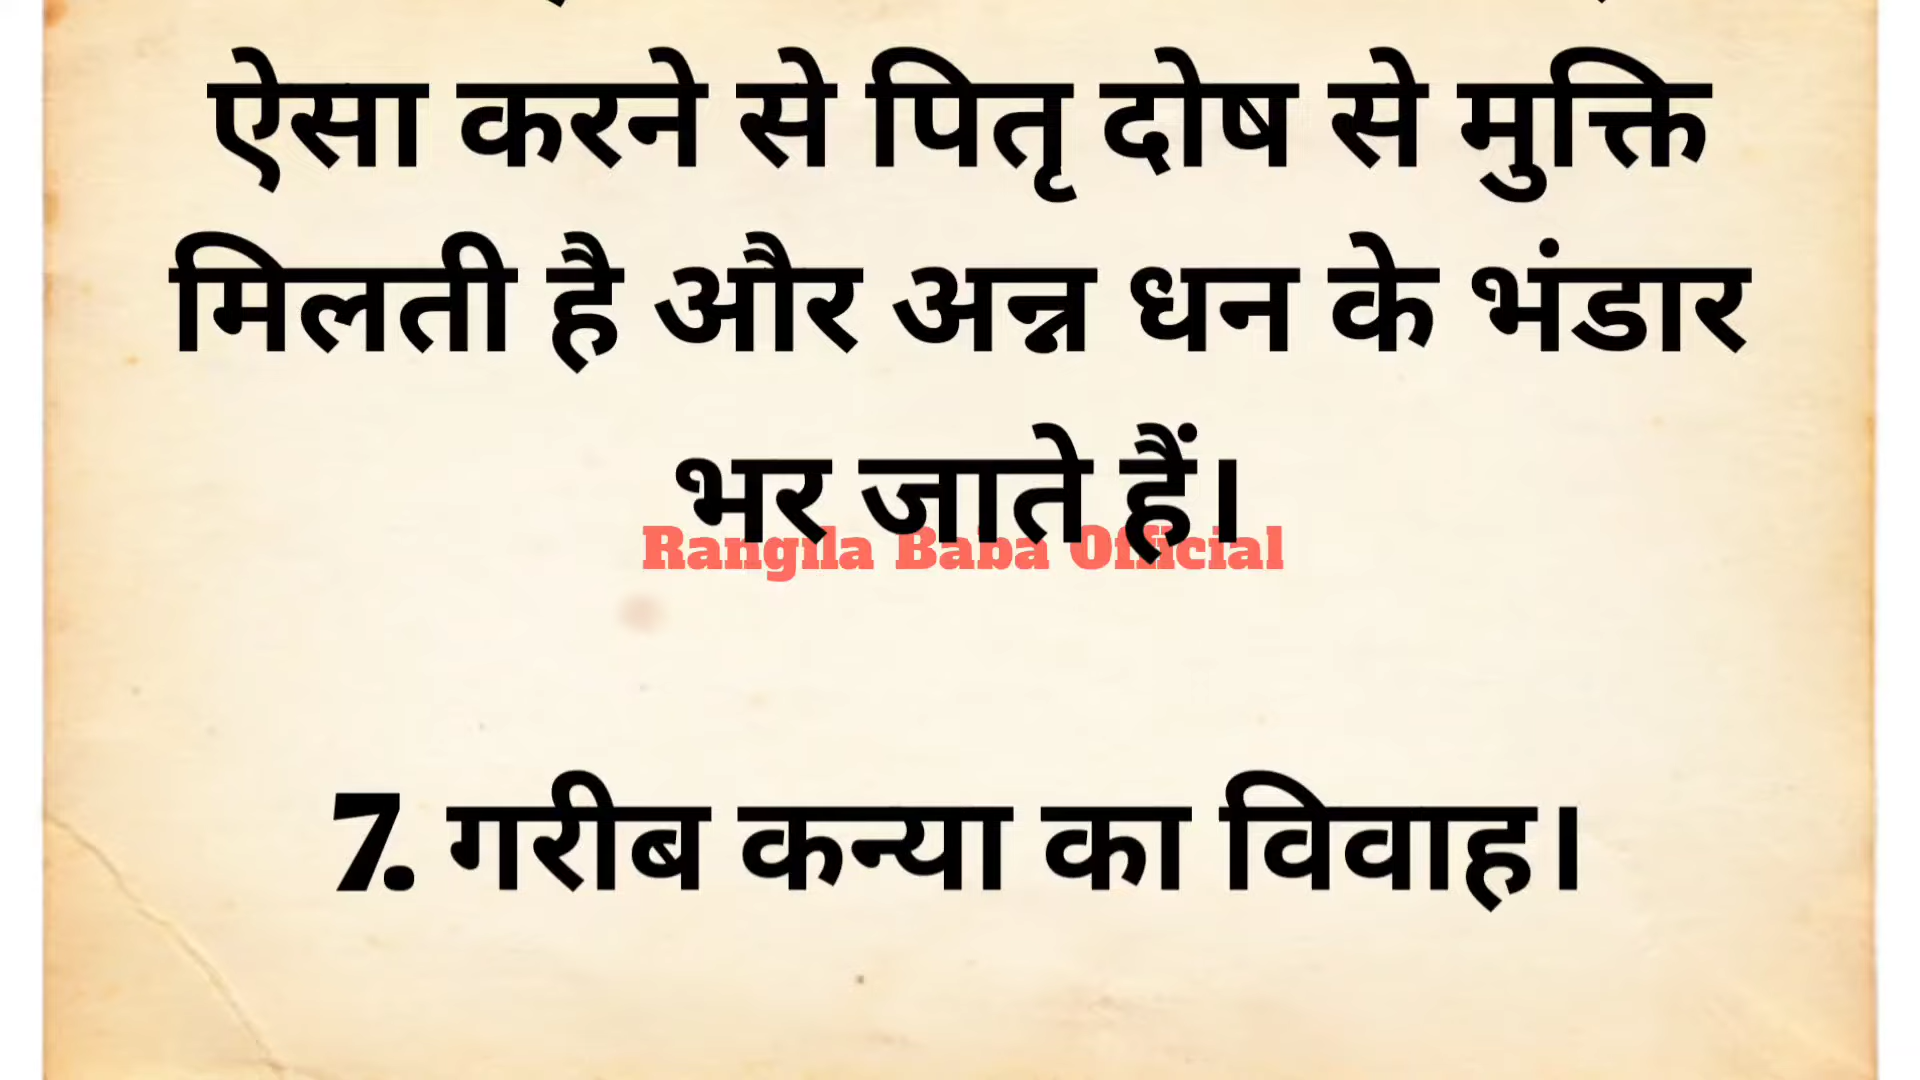 ऐसा करने से पितृ दोष से मुक्ति
मिलती है और अन्न धन के भंडार
भर जाते हैं।
Rangila Baba Official
7. गरीब कन्या का विवाह।